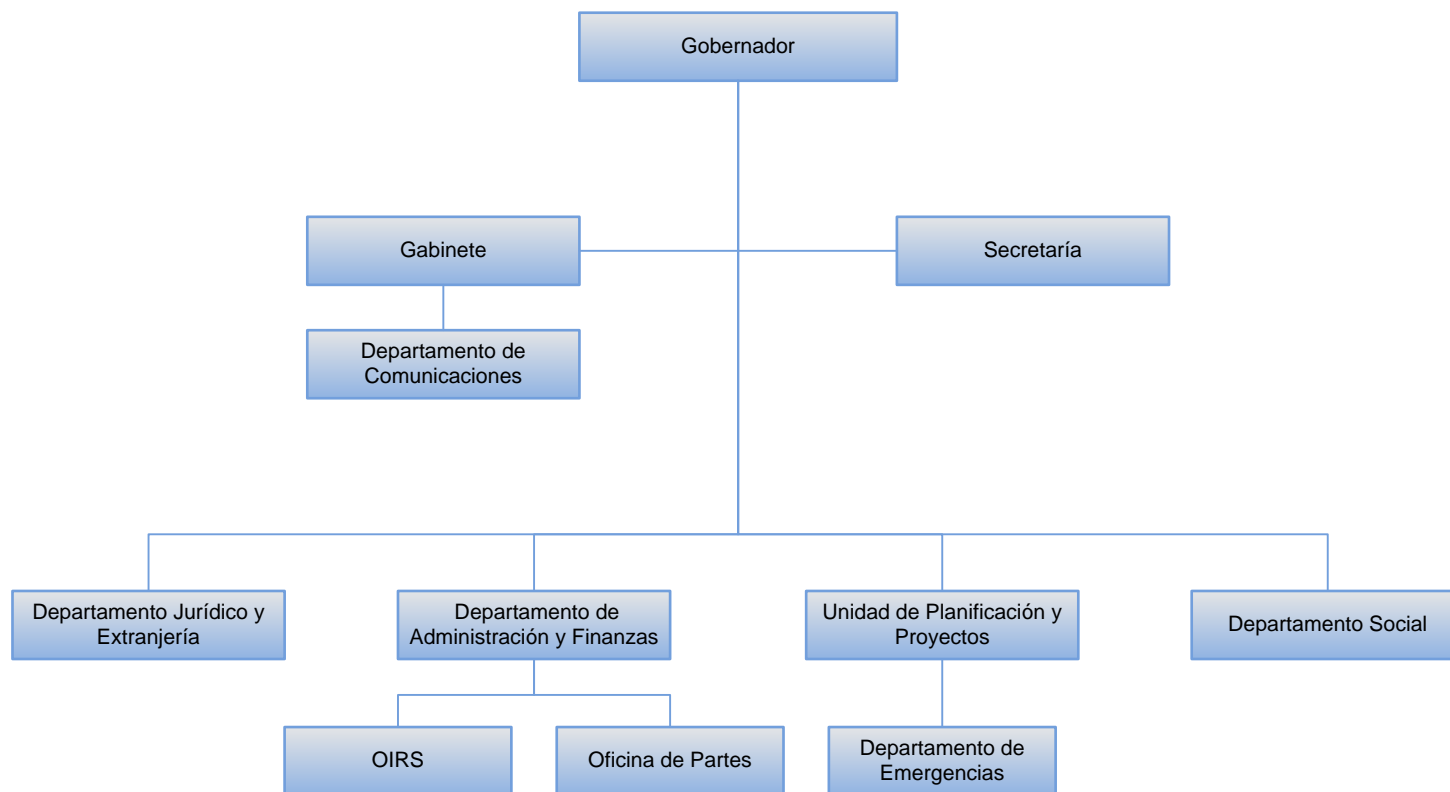 Gobernador
Gabinete
Secretaría
Departamento de
Comunicaciones
Departamento Jurídico y
Extranjería
Departamento de
Administración y Finanzas
Unidad de Planificación y
Proyectos
Departamento Social
OIRS
Oficina de Partes
Departamento de
Emergencias